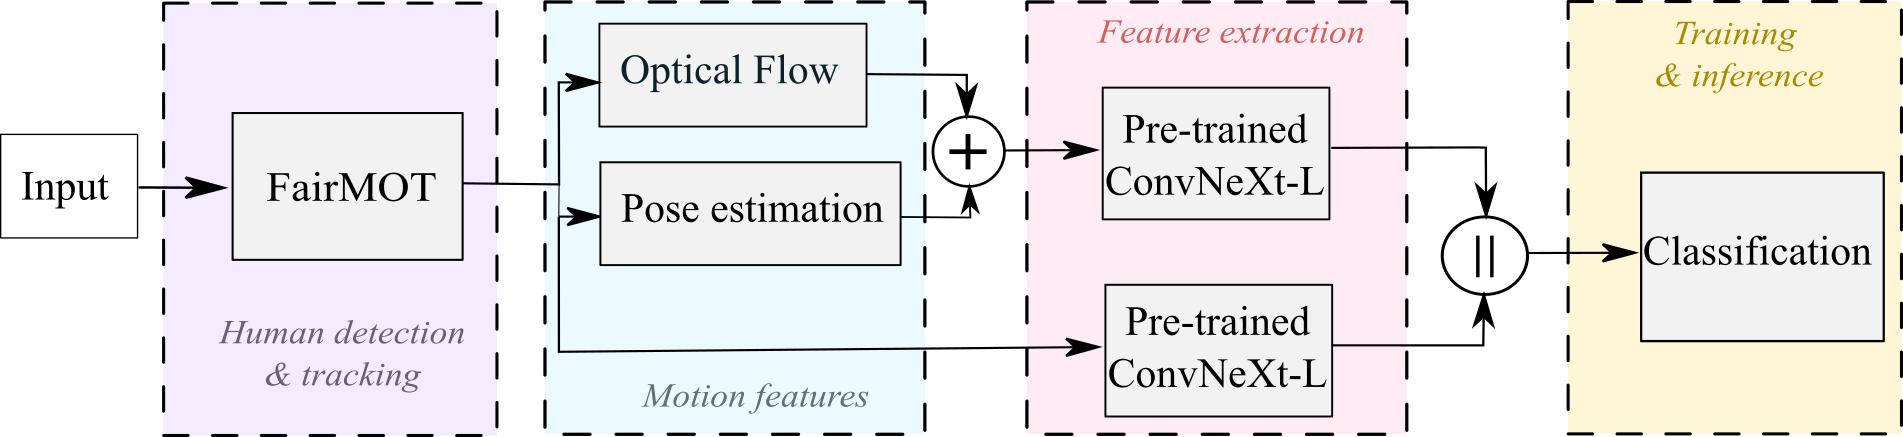 Input
FairMOT
Human detection
& tracking
Optical Flow
Pose estimation
Motion features
+
Feature extraction
Pre-trained
ConvNeXt-L
Pre-trained
ConvNeXt-L
||
Training
& inference
Classification